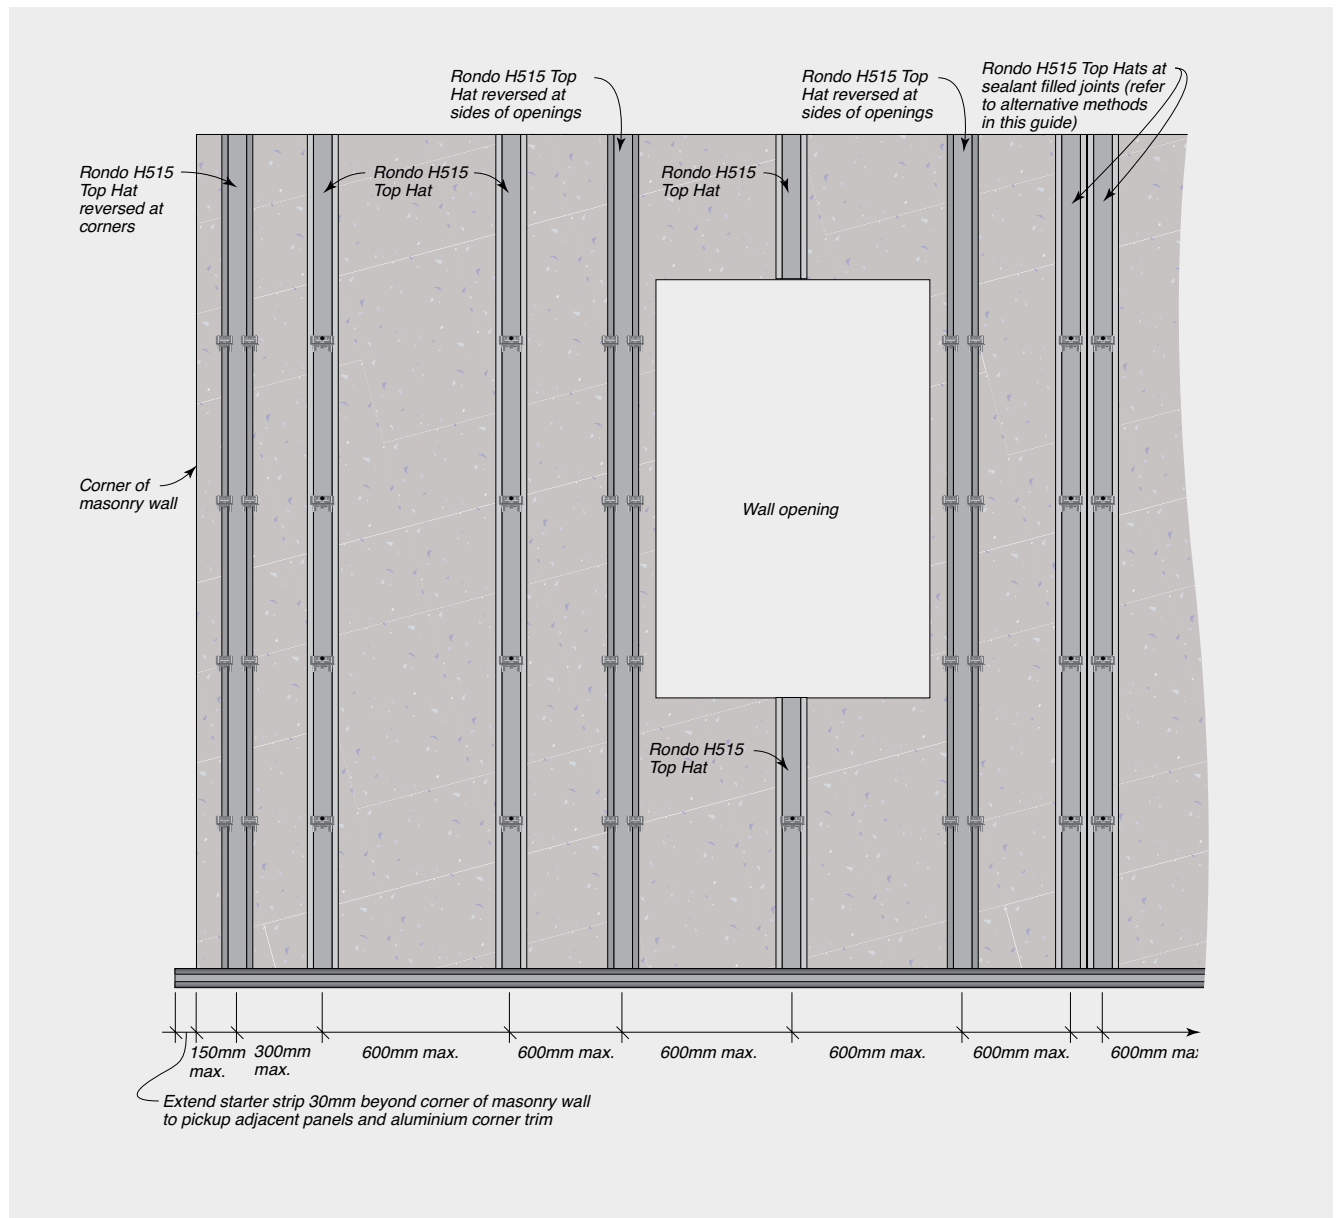 Rondo H515 Top
Hat reversed at
sides of openings
Rondo H515 Top
Hat reversed at
sides of openings
Rondo H515 Top Hats at
sealant filled joints (refer
to alternative methods
in this guide)
Rondo H515
Top Hat
reversed at
corners
Rondo H515
Top Hat
Rondo H515
Top Hat
Corner of
masonry wall
Wall opening
Rondo H515
Top Hat
150mm
max.
300mm
max.
600mm max.
600mm max.
600mm max.
600mm max.
600mm max.
600mm
Extend starter strip 30mm beyond corner of masonry wall
to pickup adjacent panels and aluminium corner trim